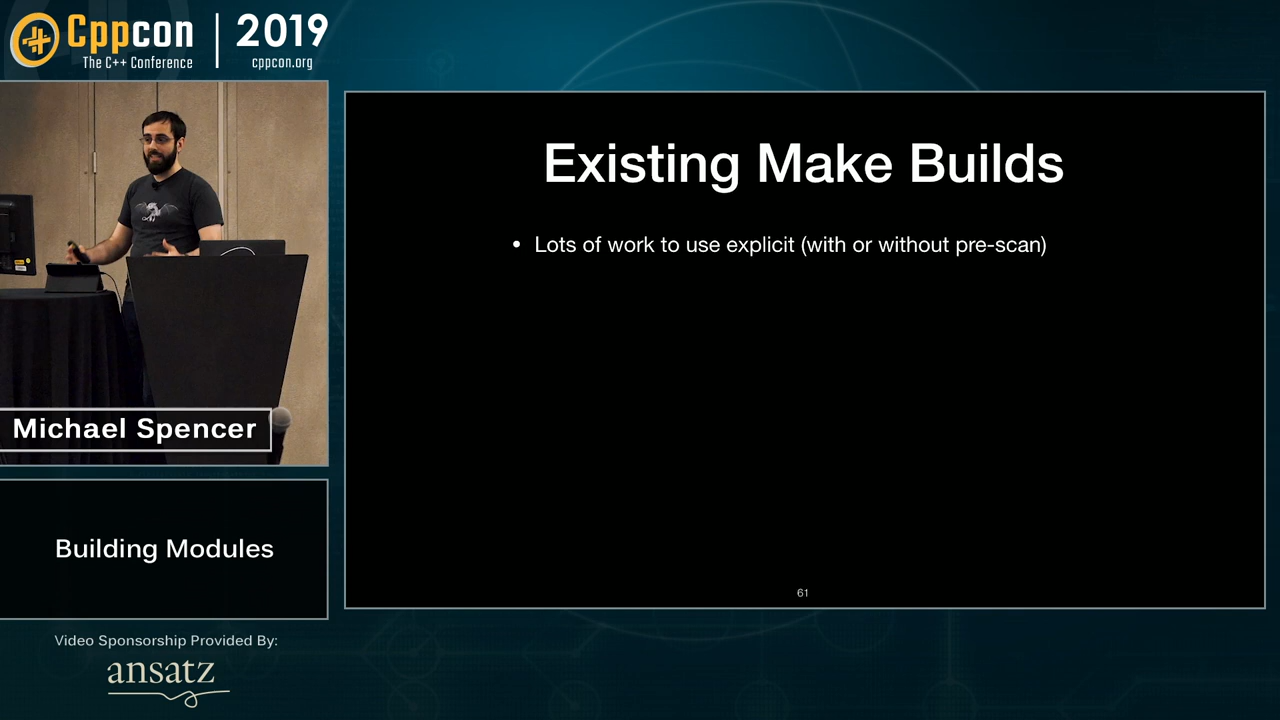 Cppcon
The C++ Conference
2019
cppcon.org
Existing Make Builds
• Lots of work to use explicit (with or without pre-scan)
61
Michael Spencer
Building Modules
Video Sponsorship Provided By:
ansatz